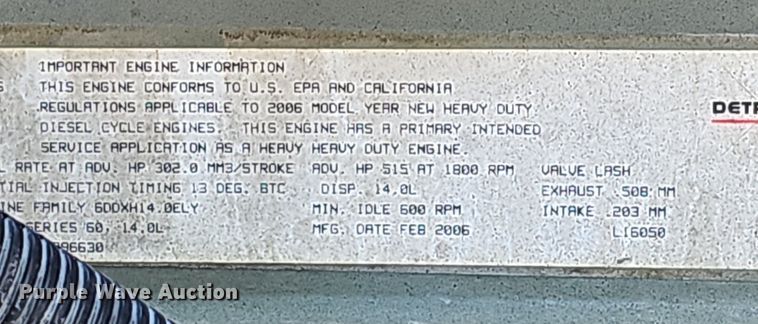 IMPORTANT ENGINE INFORMATION
THIS ENGINE CONFORMS TO U.S. EPA AND CALIFORNIA
REGULATIONS APPLICABLE TO 2006 MODEL YEAR NEW HEAVY DUTY
DIESEL CYCLE ENGINES. THIS ENGINE HAS A PRIMARY INTENDED
SERVICE APPLICATION AS A HEAVY HEAVY DUTY ENGINE.
L RATE AT ADV. HP 302.0 MM3/STROKE ADV. HP 515 AT 1800 RPM VALVE LASH
TIAL INJECTION TIMING 13 DEG. BTC DISP. 14.0L EXHAUST .508 MM
INE FAMILY 6DDXH14.0ELY MIN. IDLE 600 RPM INTAKE .203 MM
SERIES 60, 14.0L MFG. DATE FEB 2006 LI6050
96630
DETR
Purple Wave Auction